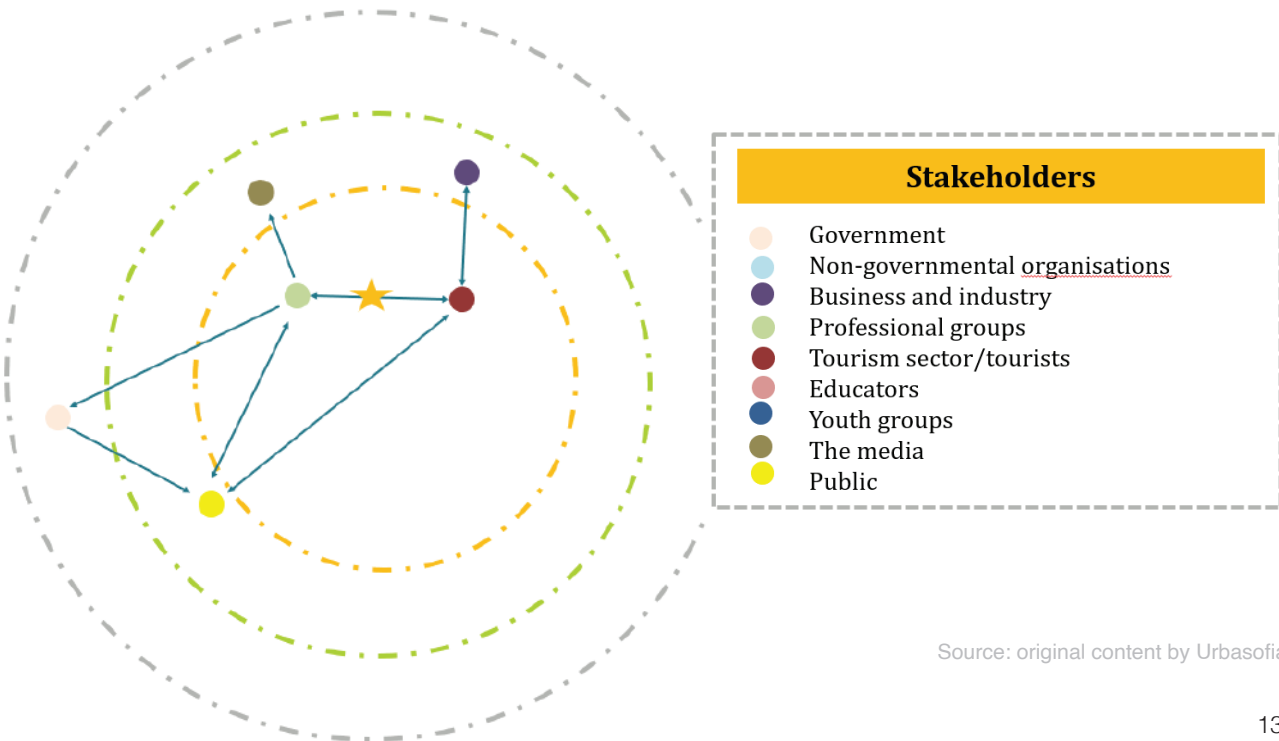 Stakeholders
Government
Non-governmental organisations
Business and industry
Professional groups
Tourism sector/tourists
Educators
Youth groups
The media
Public
Source: original content by Urbasofia
13